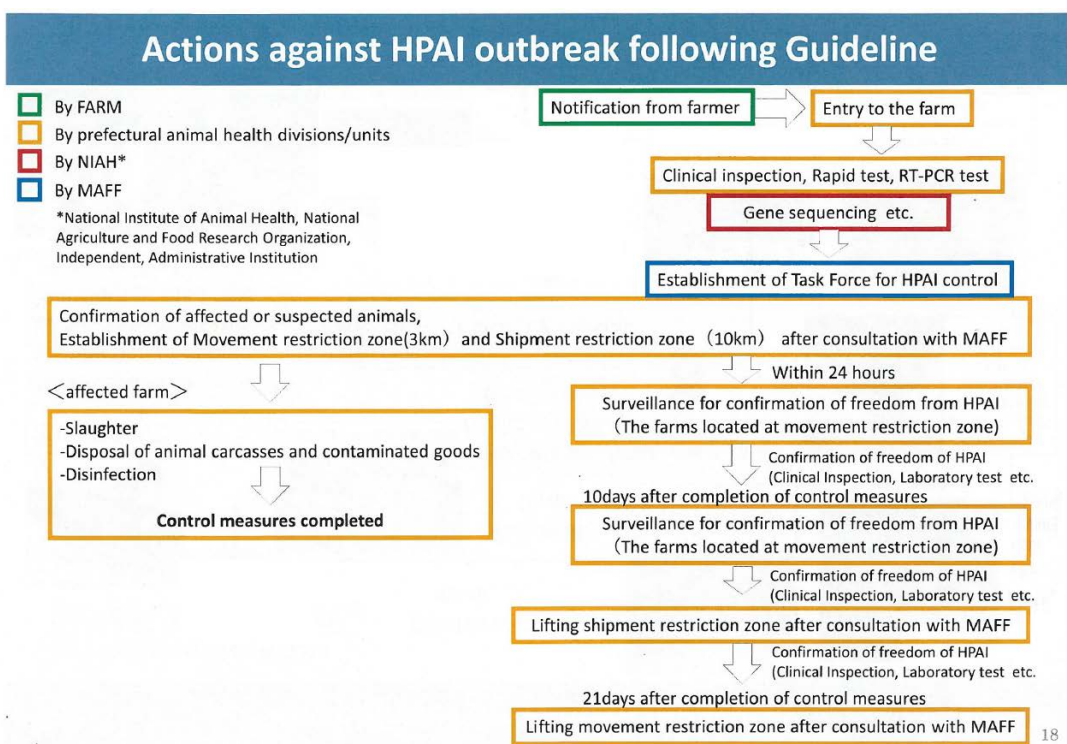 Actions against HPAI outbreak following Guideline
By FARM
By prefectural animal health divisions/units
By NIAH*
By MAFF
*National Institute of Animal Health, National
Agriculture and Food Research Organization,
Independent, Administrative Institution
Notification from farmer
Entry to the farm
Clinical inspection, Rapid test, RT-PCR test
Gene sequencing etc.
Establishment of Task Force for HPAI control
Confirmation of affected or suspected animals,
Establishment of Movement restriction zone(3km) and Shipment restriction zone (10km) after consultation with MAFF
<affected farm>
-Slaughter
-Disposal of animal carcasses and contaminated goods
-Disinfection
Control measures completed
Within 24 hours
Surveillance for confirmation of freedom from HPAI
(The farms located at movement restriction zone)
Confirmation of freedom of HPAI
(Clinical Inspection, Laboratory test etc.
10days after completion of control measures
Surveillance for confirmation of freedom from HPAI
(The farms located at movement restriction zone)
Confirmation of freedom of HPAI
(Clinical Inspection, Laboratory test etc.
Lifting shipment restriction zone after consultation with MAFF
Confirmation of freedom of HPAI
(Clinical Inspection, Laboratory test etc.
21days after completion of control measures
Lifting movement restriction zone after consultation with MAFF
18